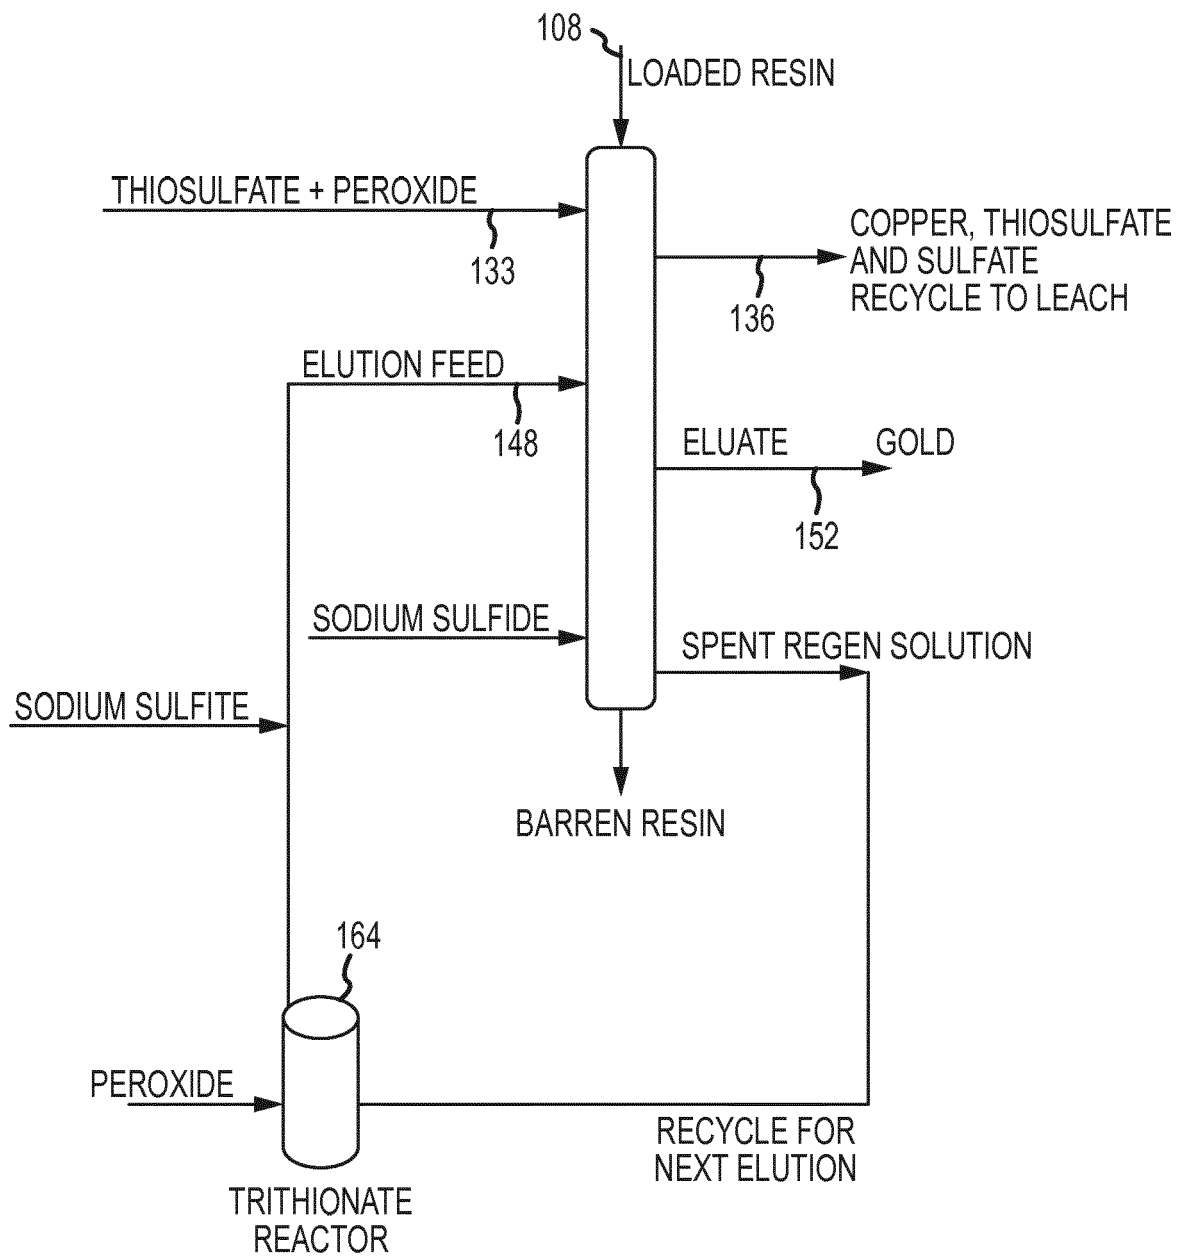 108
LOADED RESIN
THIOSULFATE + PEROXIDE
133
COPPER, THIOSULFATE
AND SULFATE
RECYCLE TO LEACH
136
ELUTION FEED
148
ELUATE
GOLD
152
SODIUM SULFIDE
SPENT REGEN SOLUTION
SODIUM SULFITE
BARREN RESIN
164
PEROXIDE
RECYCLE FOR
NEXT ELUTION
TRITHIONATE
REACTOR